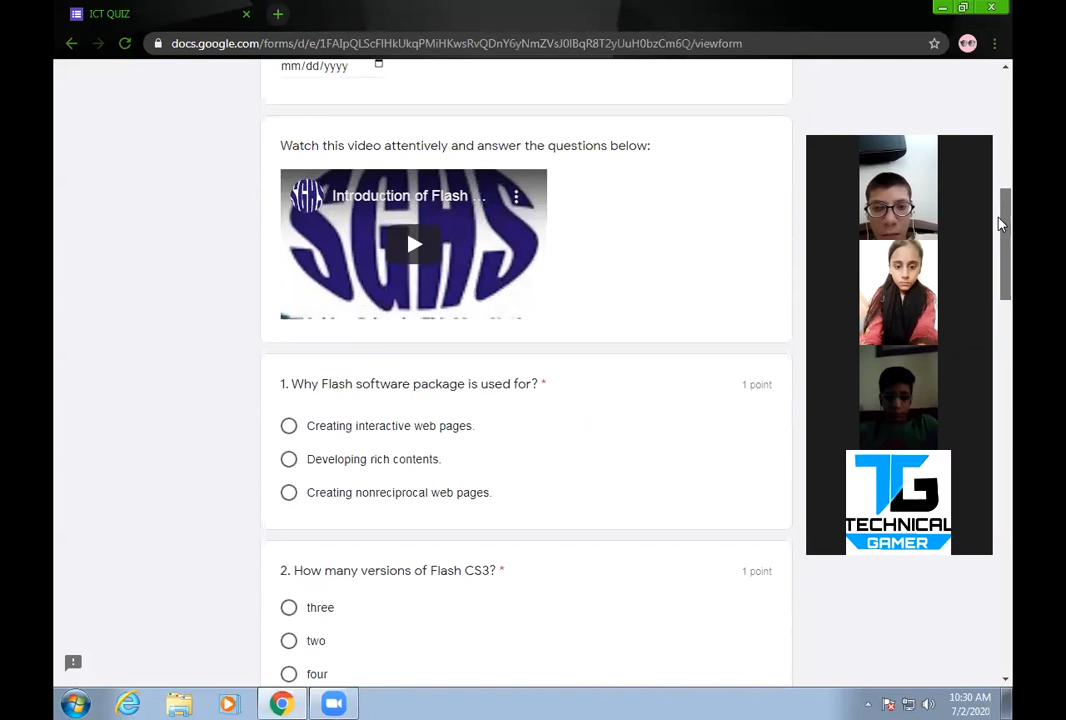 ICT QUIZ
docs.google.com/forms/d/e/1FAIpQLScFIHkUkqPMiHKwsRvQDnY6yNmZVsJ0lBqR8T2yUuH0bzCm6Q/viewform
mm/dd/yyyy
Watch this video attentively and answer the questions below:
SGHS
Introduction of Flash ...
SGHS
1. Why Flash software package is used for? *
1 point
Creating interactive web pages.
Developing rich contents.
Creating nonreciprocal web pages.
TG
TECHNICAL
GAMER
2. How many versions of Flash CS3? *
1 point
three
two
four
10:30 AM
7/2/2020